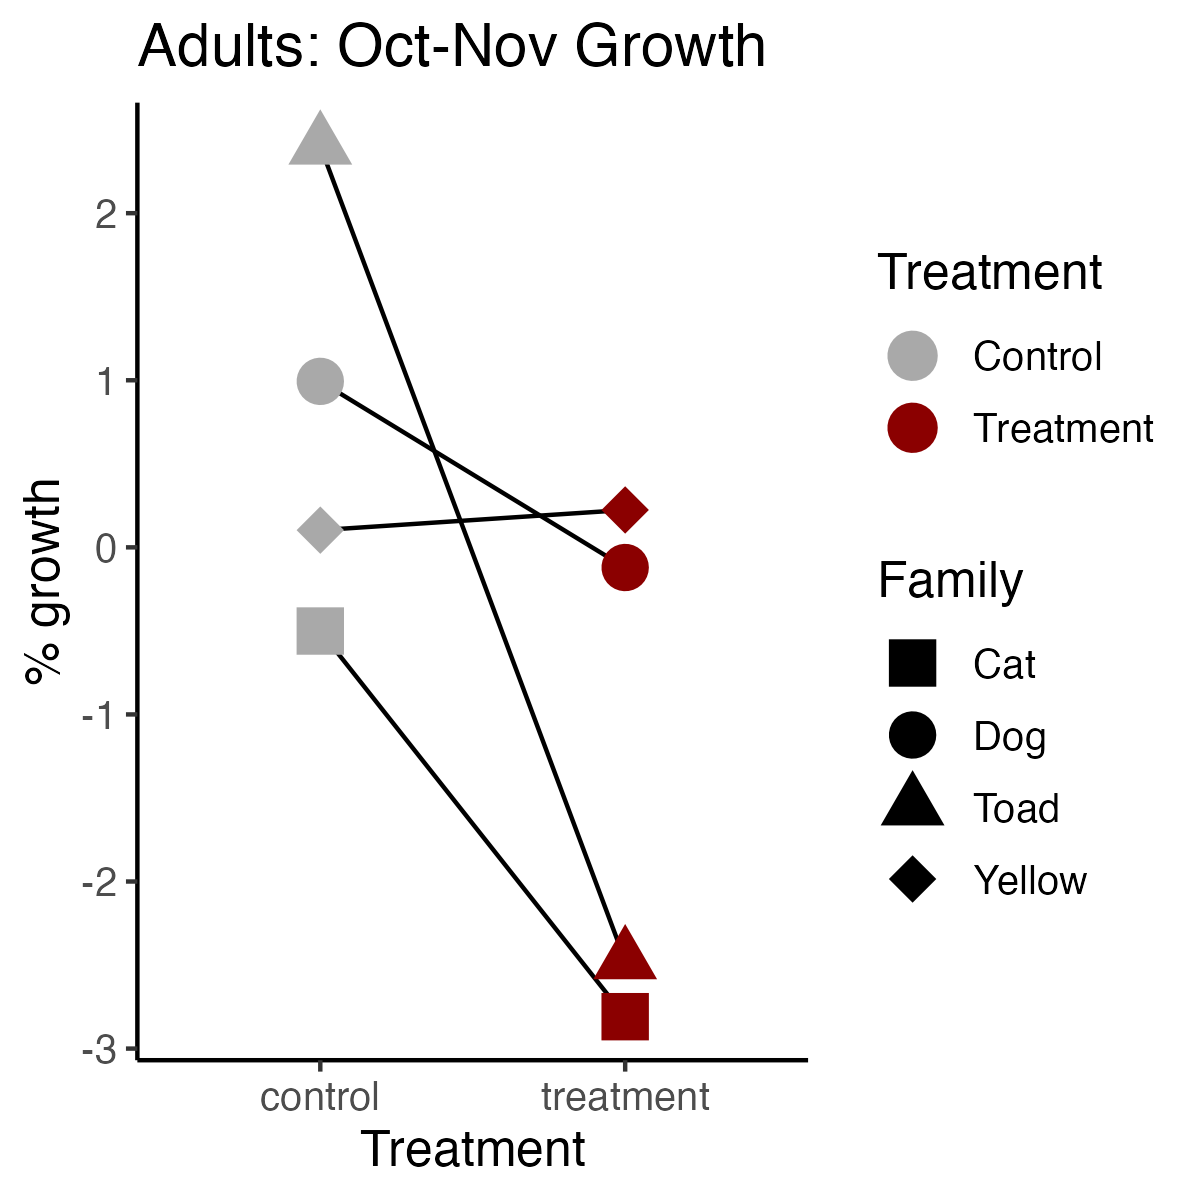 Adults: Oct-Nov Growth
% growth
2
1
0
-1
-2
-3
control
treatment
Treatment
Treatment
Control
Treatment
Family
Cat
Dog
Toad
Yellow